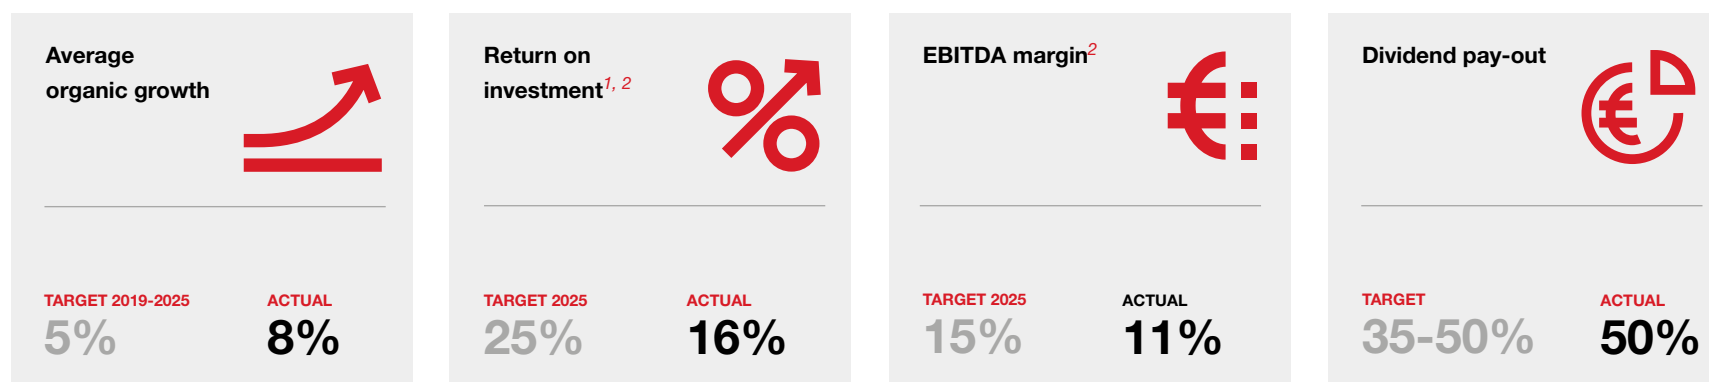 Average
organic growth
TARGET 2019-2025
ACTUAL
5%
8%
Return on
investment1, 2
TARGET 2025
ACTUAL
25%
16%
EBITDA margin2
TARGET 2025
ACTUAL
15%
11%
Dividend pay-out
TARGET
ACTUAL
35-50%
50%